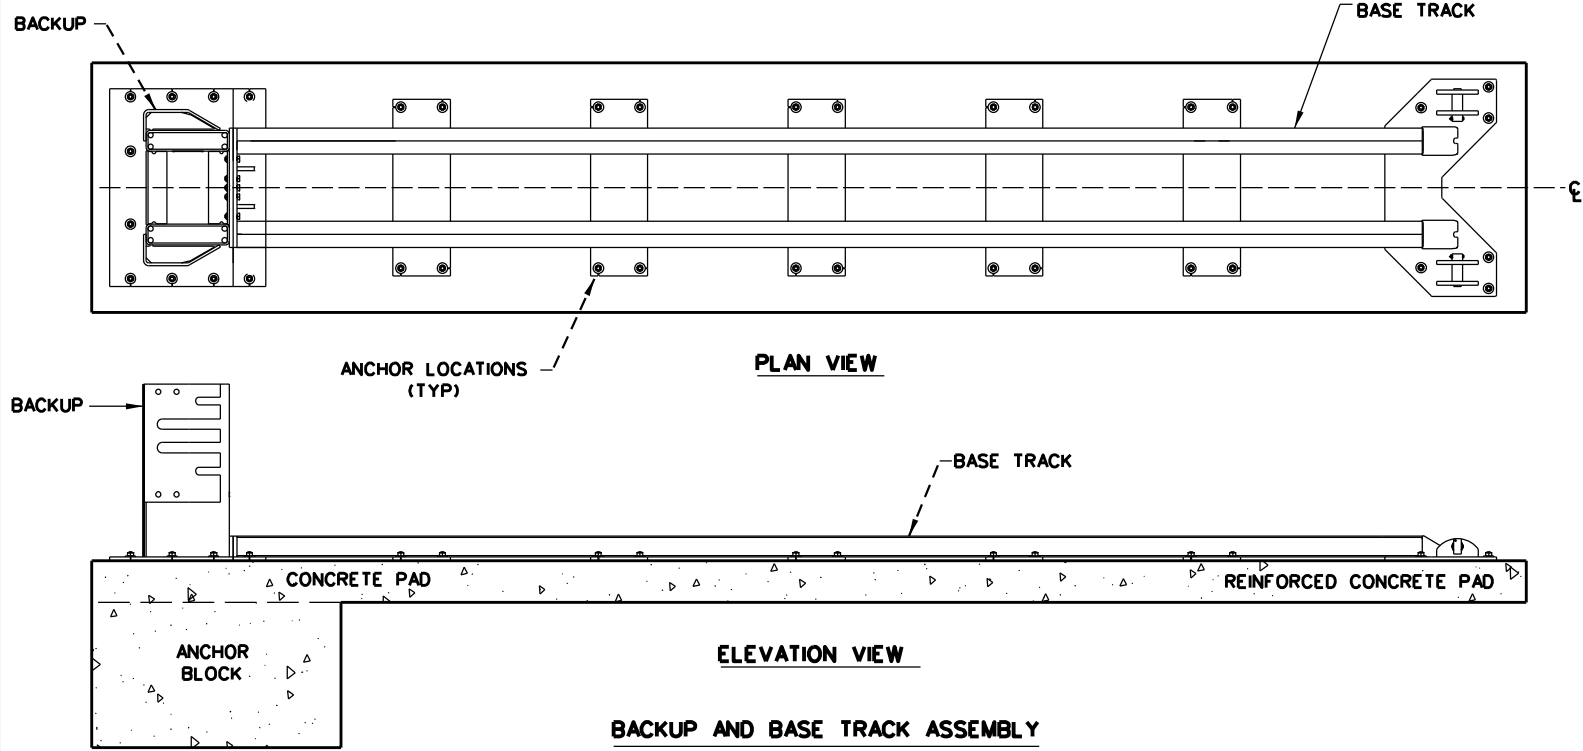 BACKUP
BASE TRACK
℄
ANCHOR LOCATIONS
(TYP)
PLAN VIEW
BACKUP
BASE TRACK
CONCRETE PAD
REINFORCED CONCRETE PAD
ANCHOR
BLOCK
ELEVATION VIEW
BACKUP AND BASE TRACK ASSEMBLY